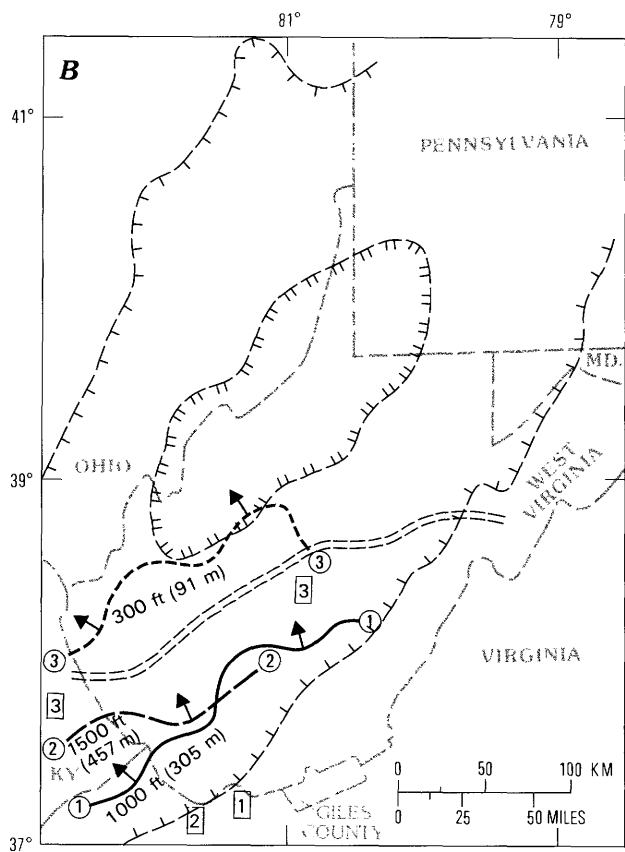 81°
79°
B
41°
PENNSYLVANIA
MD.
39°
OHIO
WEST
VIRGINIA
3
300 ft (91 m)
3
3
1
VIRGINIA
3
2
3
2
1500 ft
(457 m)
KY
1000 ft (305 m)
1
0 50 100 KM
0 25 50 MILES
2
1
GILES
COUNTY
37°